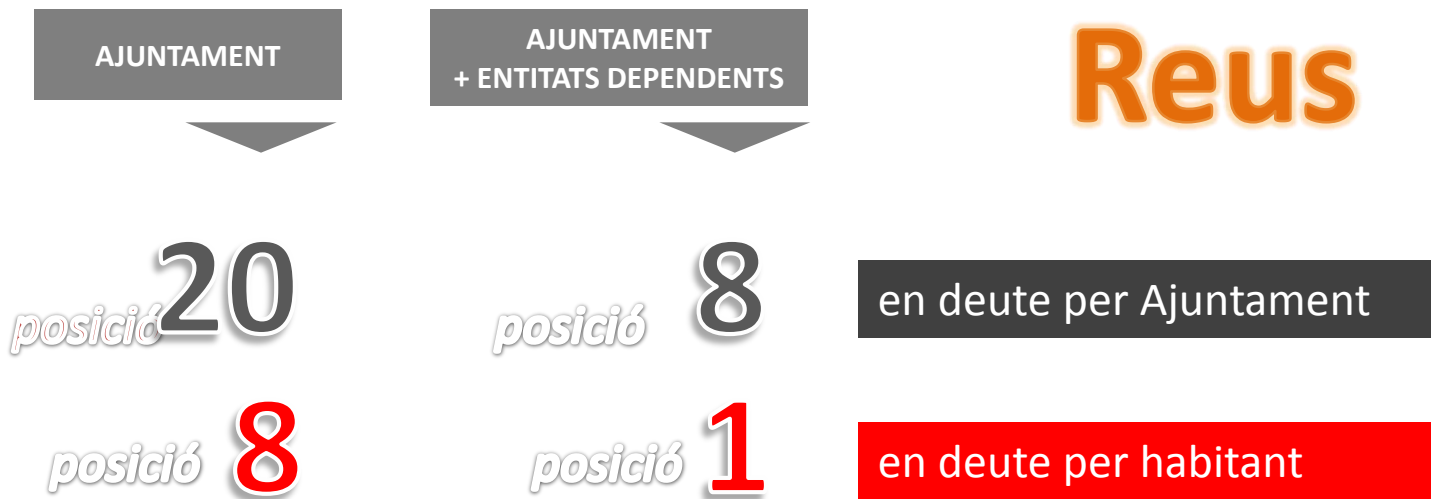 AJUNTAMENT
AJUNTAMENT
+ ENTITATS DEPENDENTS
Reus
posició 20
posició 8
en deute per Ajuntament
posició 8
posició 1
en deute per habitant